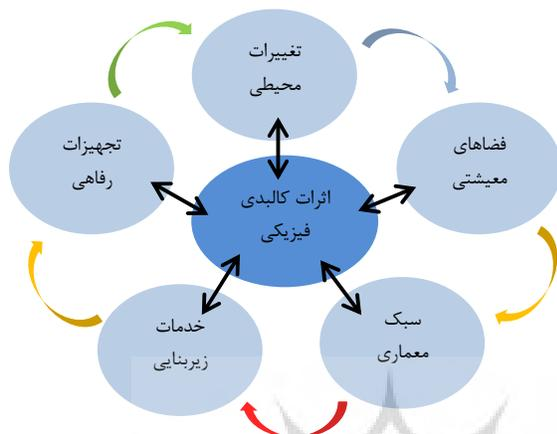 تغییرات
محیطی
فضاهای
معیشتی
تجهیزات
رفاهی
اثرات کالبدی
فیزیکی
سبک
معماری
خدمات
زیربنایی